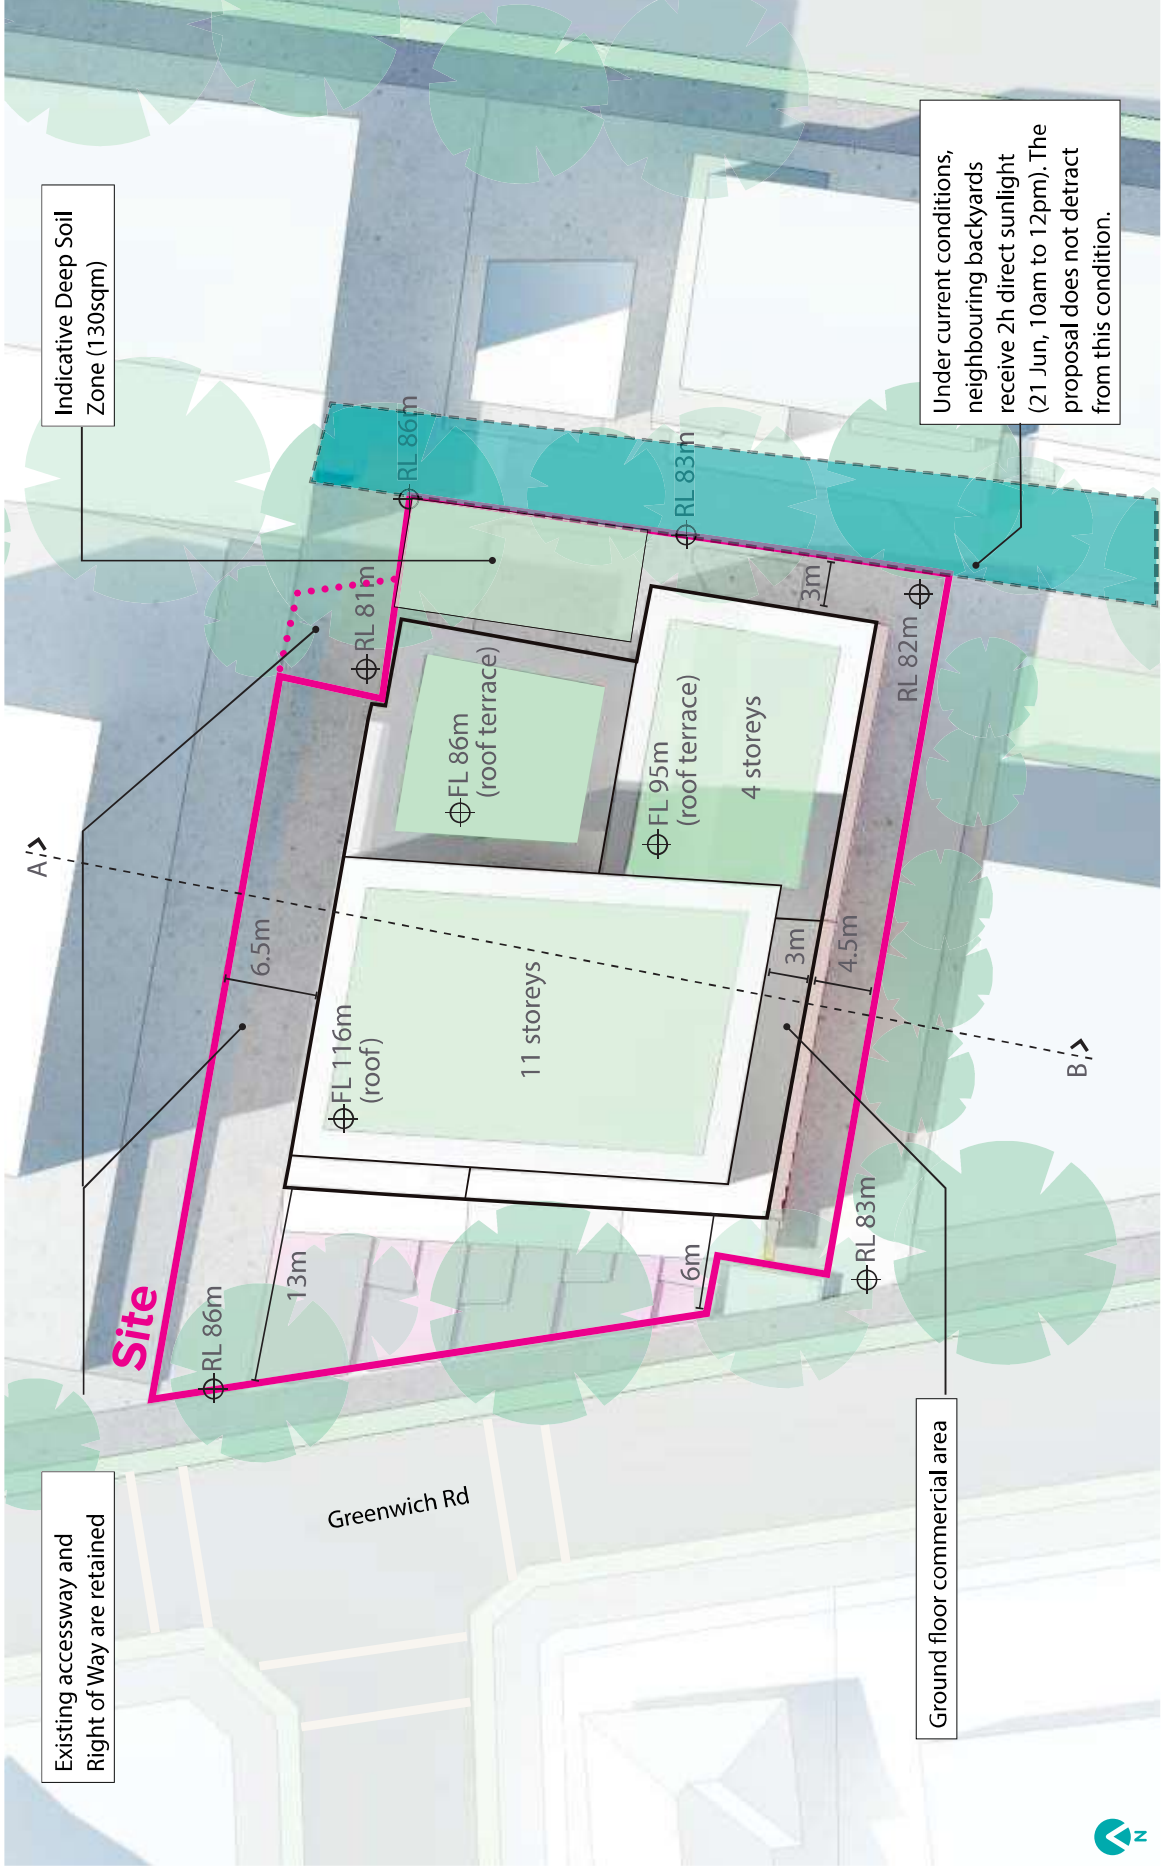 Existing accessway and
Right of Way are retained
Indicative Deep Soil
Zone (130sqm)
A
Site
RL 86m
13m
6.5m
RL 81m
RL 86m
FL 116m
(roof)
FL 86m
(roof terrace)
Greenwich Rd
11 storeys
FL 95m
(roof terrace)
4 storeys
RL 83m
6m
3m
3m
4.5m
RL 83m
RL 82m
Ground floor commercial area
Under current conditions,
neighbouring backyards
receive 2h direct sunlight
(21 Jun, 10am to 12pm). The
proposal does not detract
from this condition.
B
N